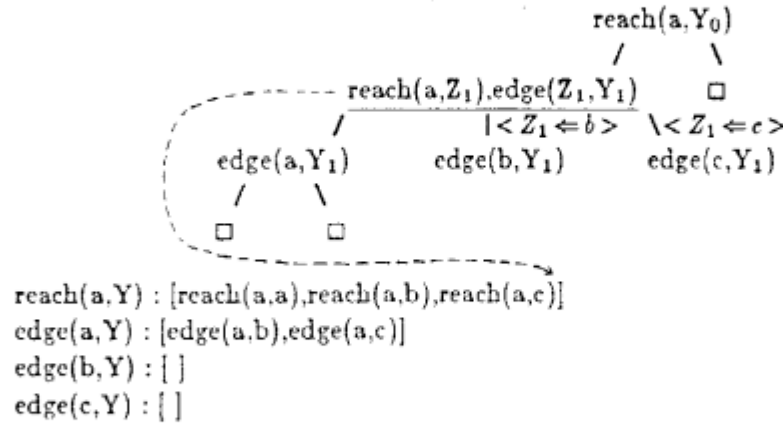 reach(a,Y₀)
/ \
reach(a,Z₁),edge(Z₁,Y₁) □
/ |< Z₁ ⇐ b > \< Z₁ ⇐ c >
edge(a,Y₁) edge(b,Y₁) edge(c,Y₁)
/ \
□ □
reach(a,Y) : [reach(a,a),reach(a,b),reach(a,c)]
edge(a,Y) : [edge(a,b),edge(a,c)]
edge(b,Y) : [ ]
edge(c,Y) : [ ]